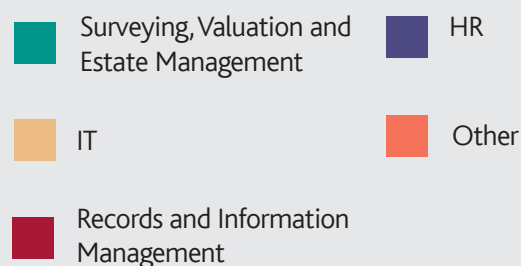 Surveying, Valuation and
Estate Management
IT
Records and Information
Management
HR
Other